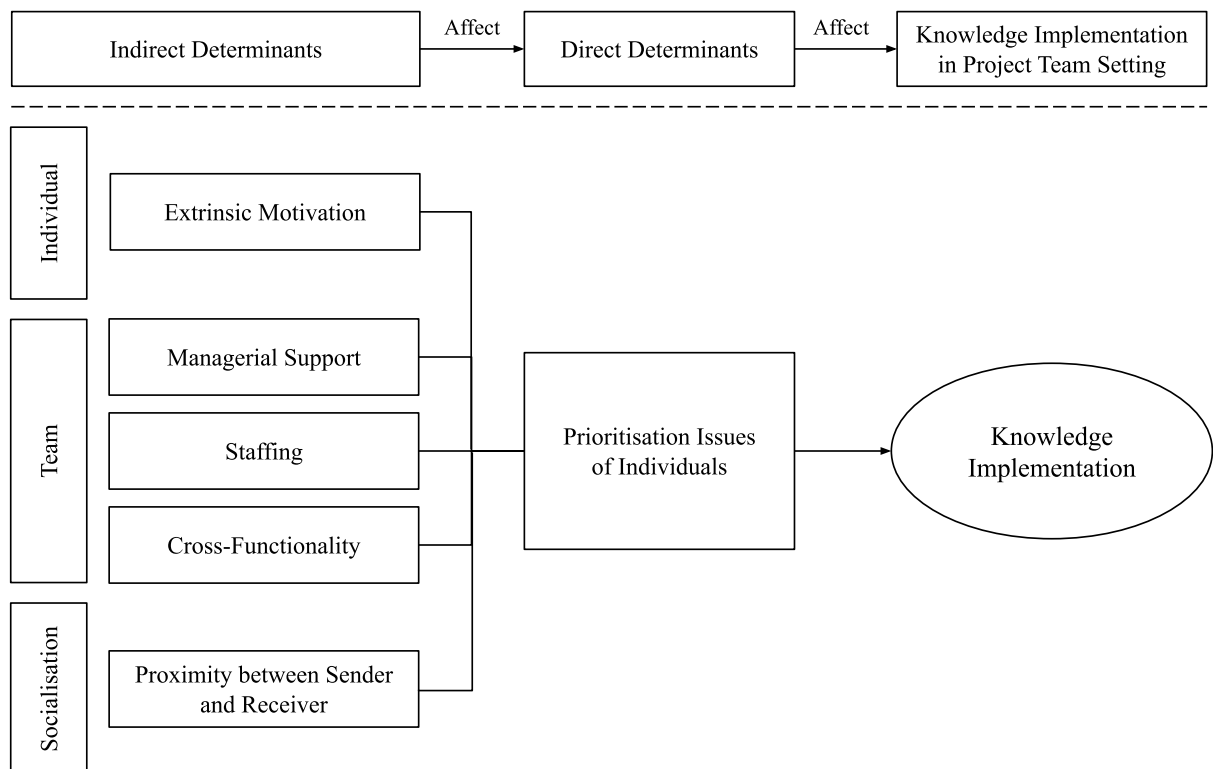 Indirect Determinants
Affect
Direct Determinants
Affect
Knowledge Implementation
in Project Team Setting
Individual
Extrinsic Motivation
Team
Managerial Support
Staffing
Cross-Functionality
Prioritisation Issues
of Individuals
Knowledge
Implementation
Socialisation
Proximity between Sender
and Receiver